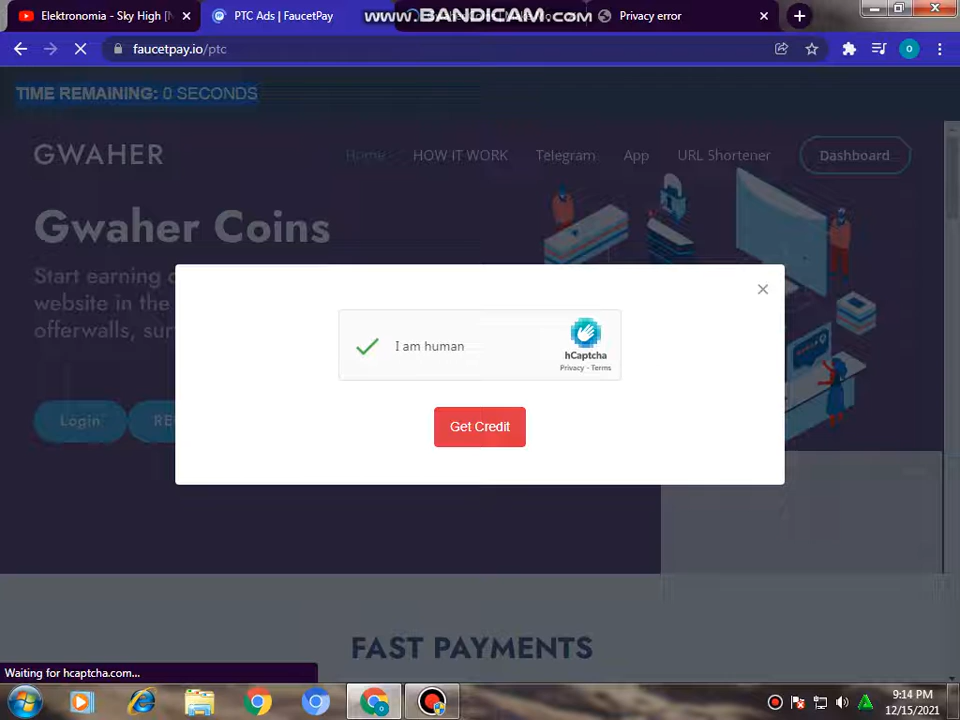 Elektronomia - Sky High [N
PTC Ads | FaucetPay
www.BANDICAM.com
Privacy error
faucetpay.io/ptc
TIME REMAINING: 0 SECONDS
GWAHER
Home
HOW IT WORK
Telegram
App
URL Shortener
Dashboard
Gwaher Coins
Start earning
website in the
offerwalls, sur
Login
RE
I am human
hCaptcha
Privacy - Terms
Get Credit
FAST PAYMENTS
Waiting for hcaptcha.com...
9:14 PM
12/15/2021